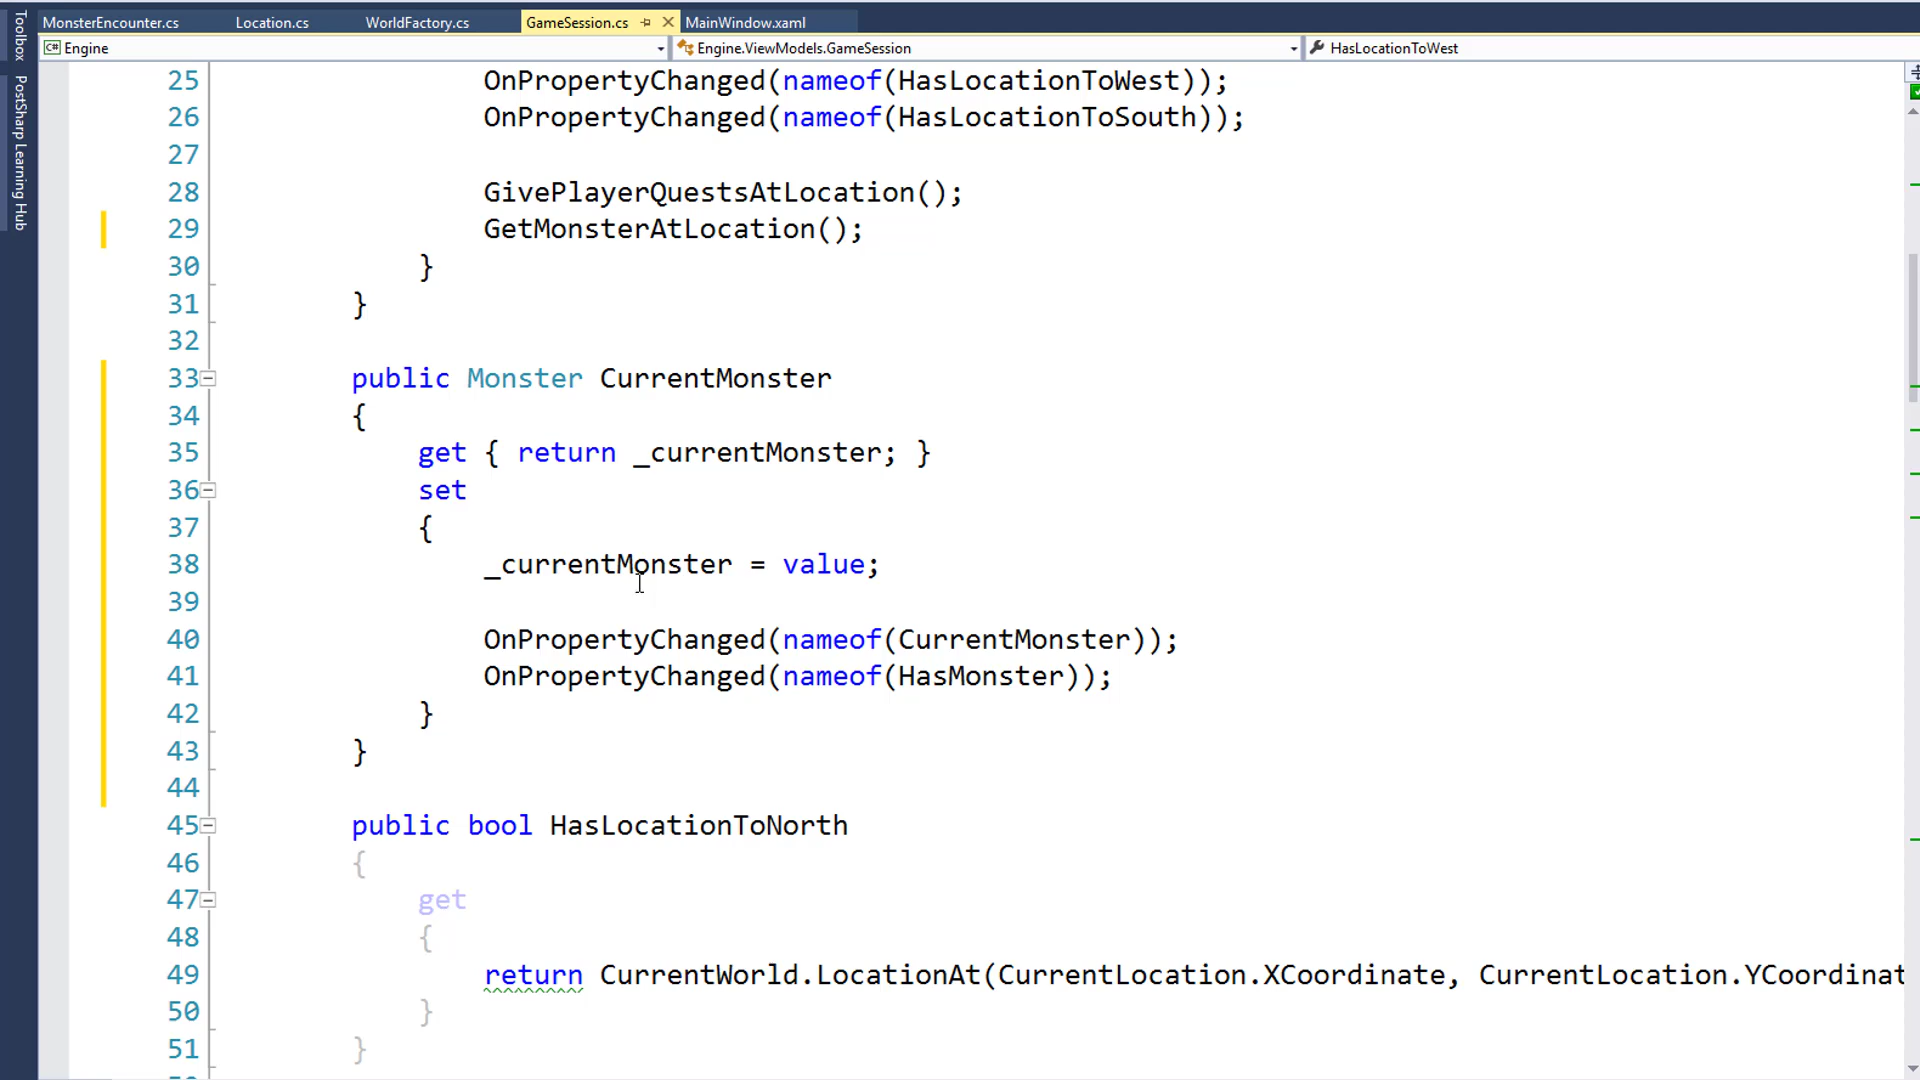 MonsterEncounter.cs Location.cs WorldFactory.cs GameSession.cs MainWindow.xaml
C# Engine Engine.ViewModels.GameSession HasLocationToWest
Toolbox
PostSharp Learning Hub
25 OnPropertyChanged(nameof(HasLocationToWest));
26 OnPropertyChanged(nameof(HasLocationToSouth));
27
28 GivePlayerQuestsAtLocation();
29 GetMonsterAtLocation();
30 }
31 }
32
33 public Monster CurrentMonster
34 {
35 get { return _currentMonster; }
36 set
37 {
38 _currentMonster = value;
39
40 OnPropertyChanged(nameof(CurrentMonster));
41 OnPropertyChanged(nameof(HasMonster));
42 }
43 }
44
45 public bool HasLocationToNorth
46 {
47 get
48 {
49 return CurrentWorld.LocationAt(CurrentLocation.XCoordinate, CurrentLocation.YCoordinat
50 }
51 }